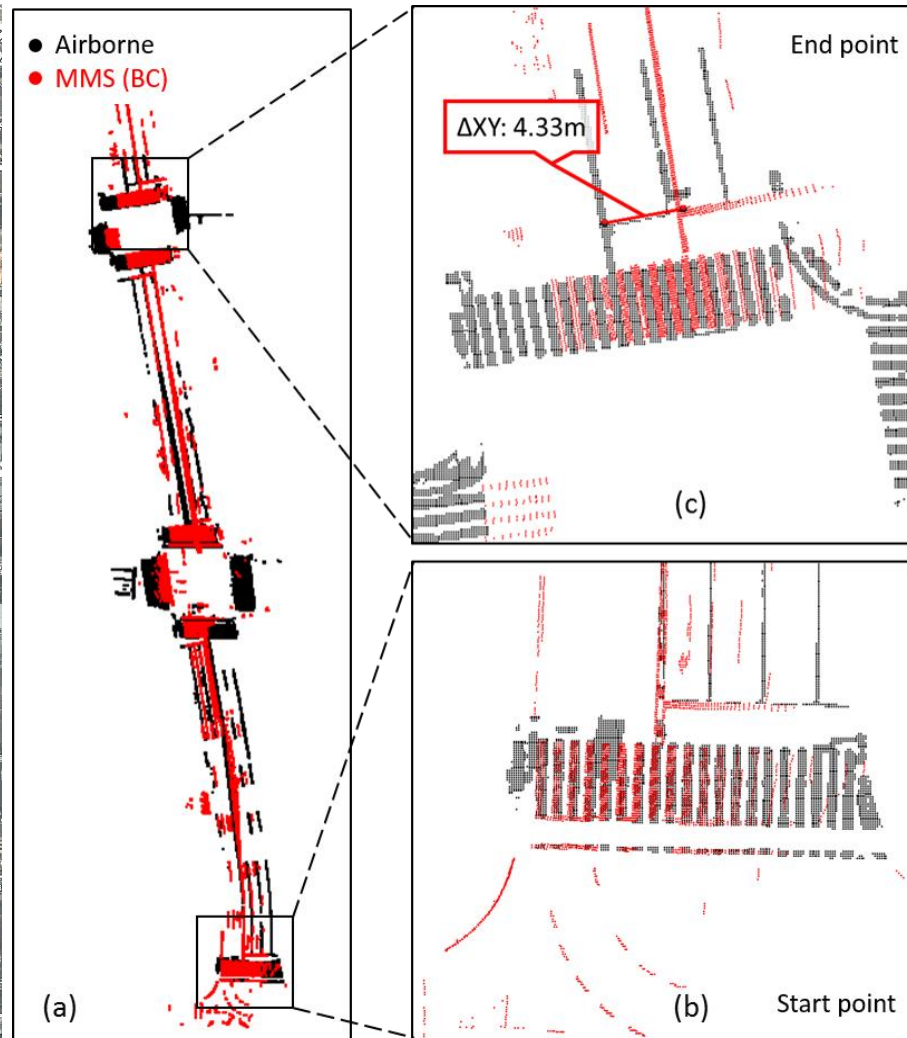 Airborne
MMS (BC)
(a)
End point
ΔXY: 4.33m
(c)
(b)
Start point